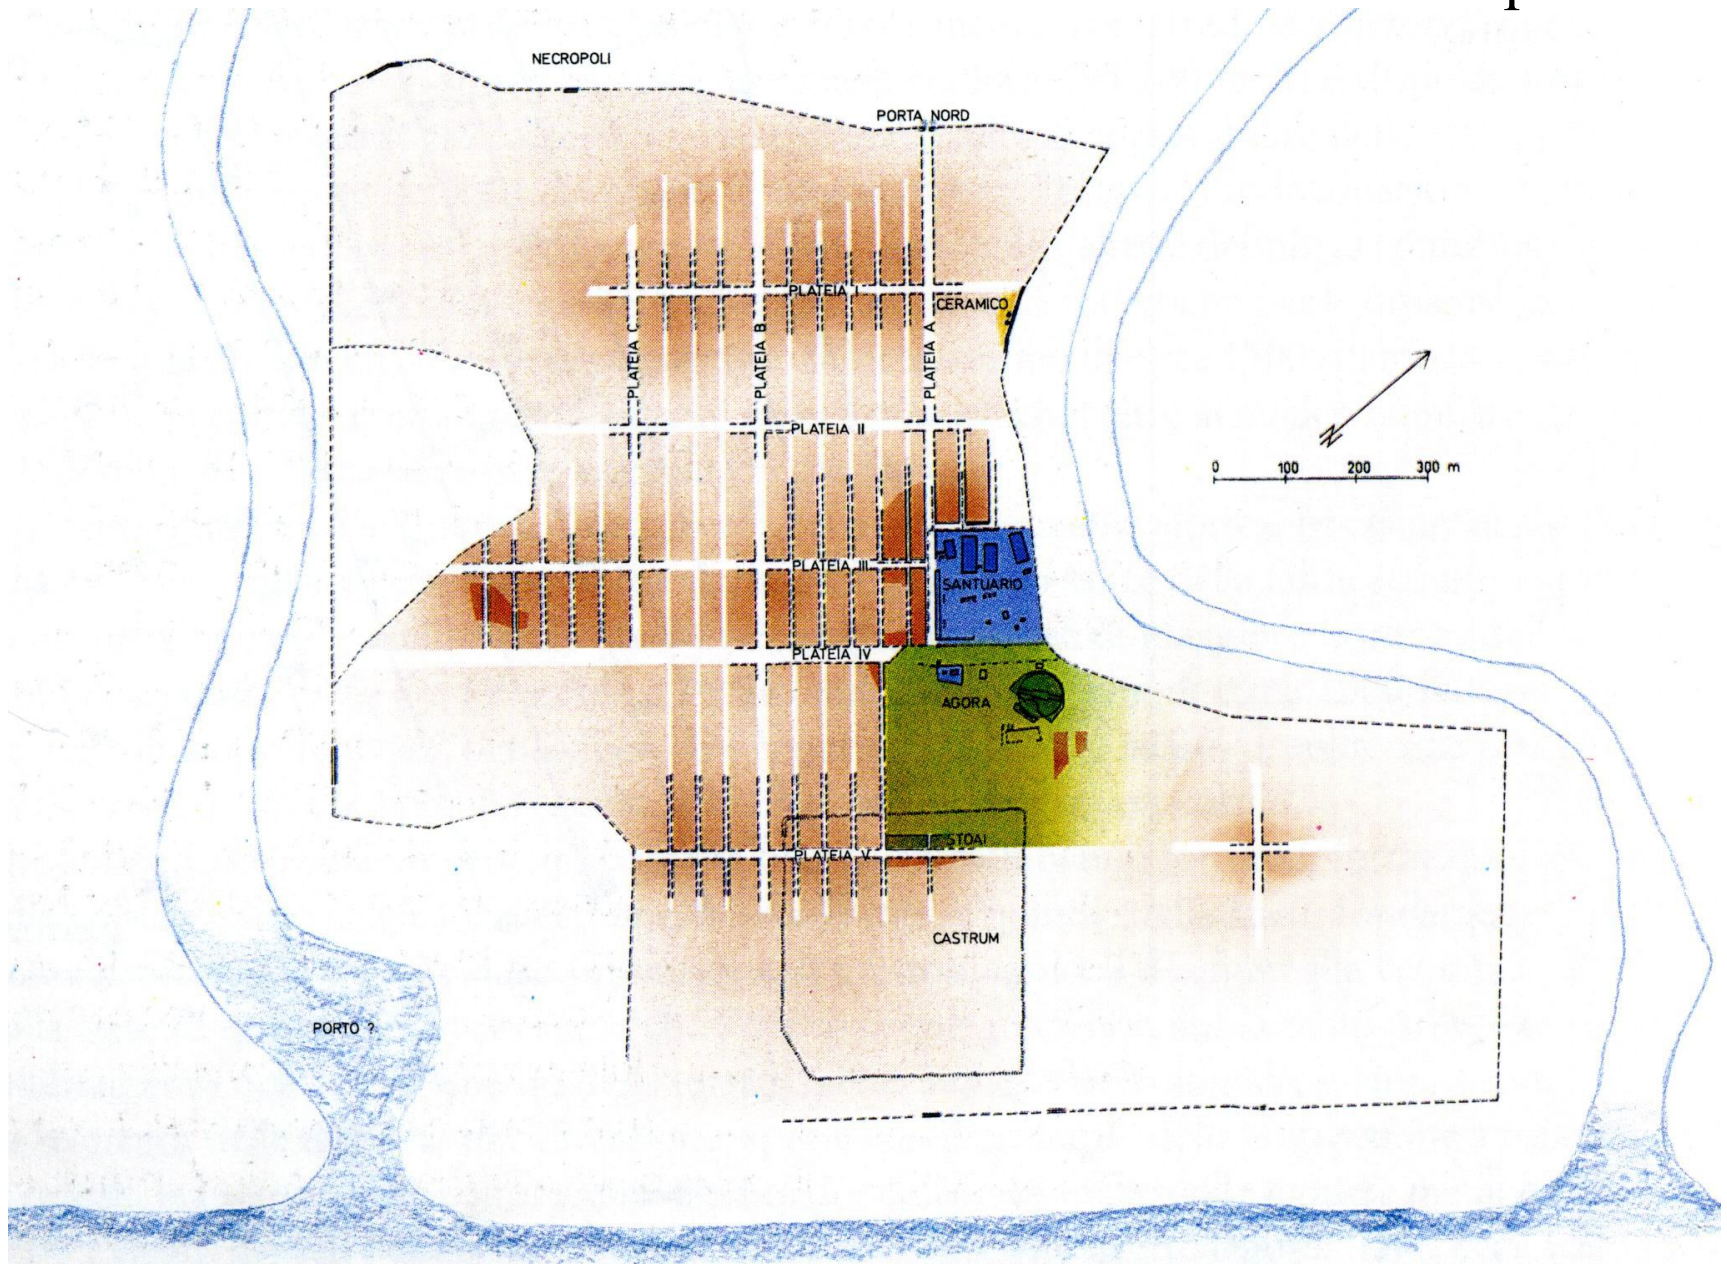 NECROPOLI
PORTA NORD
PLATEIA I
CERAMICO
PLATEIA C
PLATEIA B
PLATEIA A
PLATEIA II
N
0 100 200 300 m
PLATEIA III
SANTUARIO
PLATEIA IV
AGORA
STOAI
PLATEIA V
CASTRUM
PORTO ?